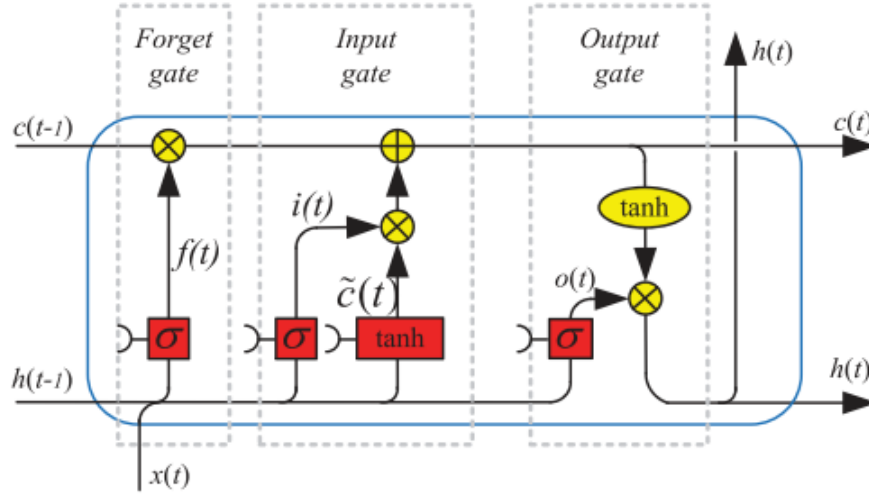 Forget
gate
Input
gate
Output
gate
h(t)
c(t-1)
c(t)
i(t)
tanh
f(t)
c̃(t)
o(t)
σ
σ
tanh
σ
h(t-1)
h(t)
x(t)